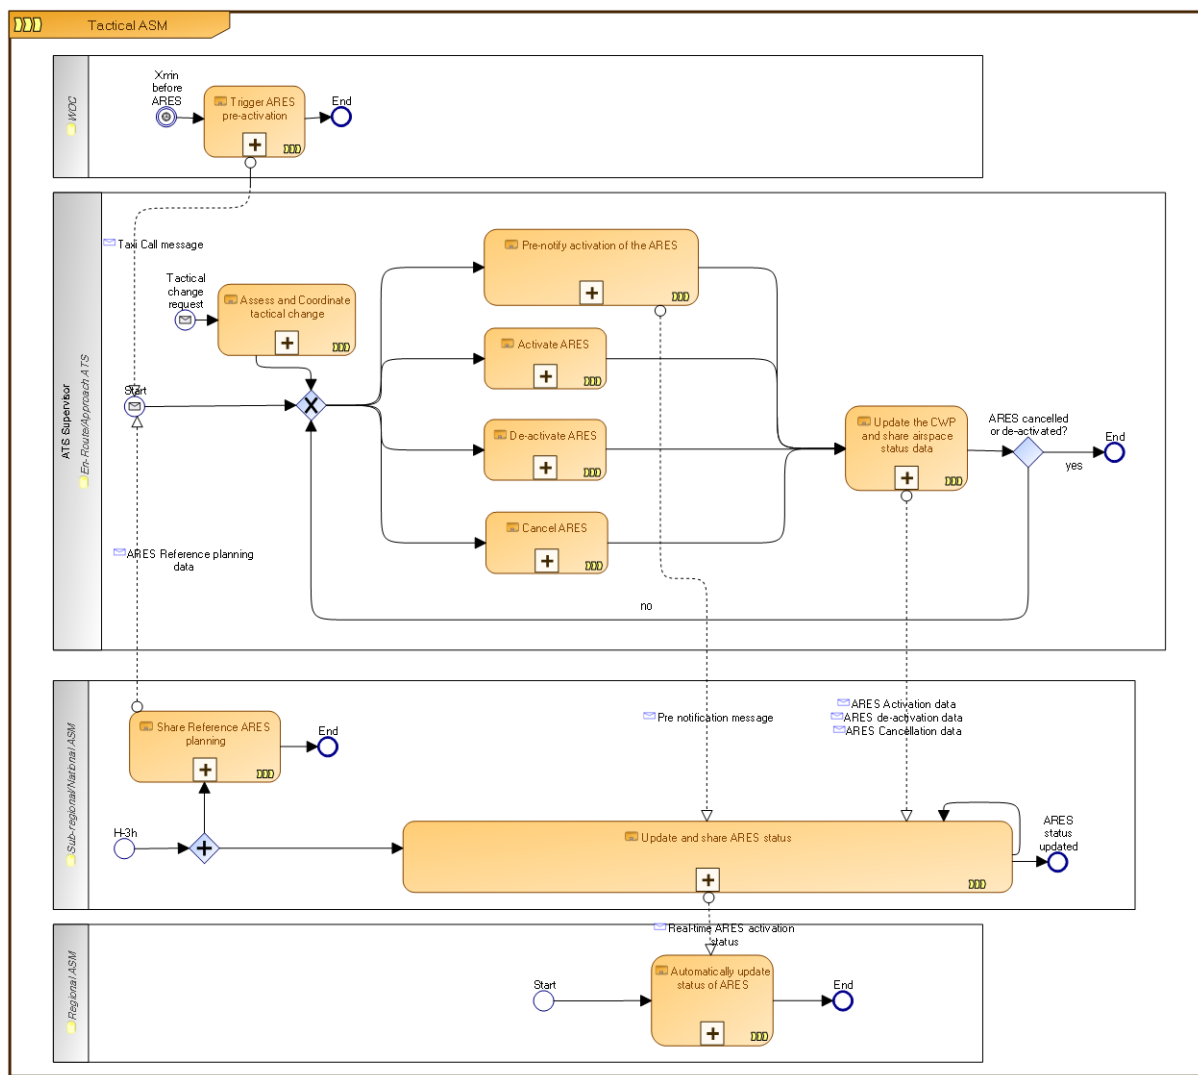 Tactical ASM
WOC
Xmin
before
ARES
Trigger ARES
pre-activation
End
ATS Supervisor
En-Route/Approach ATS
Taxi Call message
Tactical
change
request
Assess and Coordinate
tactical change
Start
Pre-notify activation of the ARES
Activate ARES
De-activate ARES
Cancel ARES
Update the CWP
and share airspace
status data
ARES cancelled
or de-activated?
End
yes
no
ARES Reference planning
data
Sub-regional/National ASM
Share Reference ARES
planning
End
H-3h
Pre notification message
ARES Activation data
ARES de-activation data
ARES Cancellation data
Update and share ARES status
ARES
status
updated
Regional ASM
Real-time ARES activation
status
Start
Automatically update
status of ARES
End